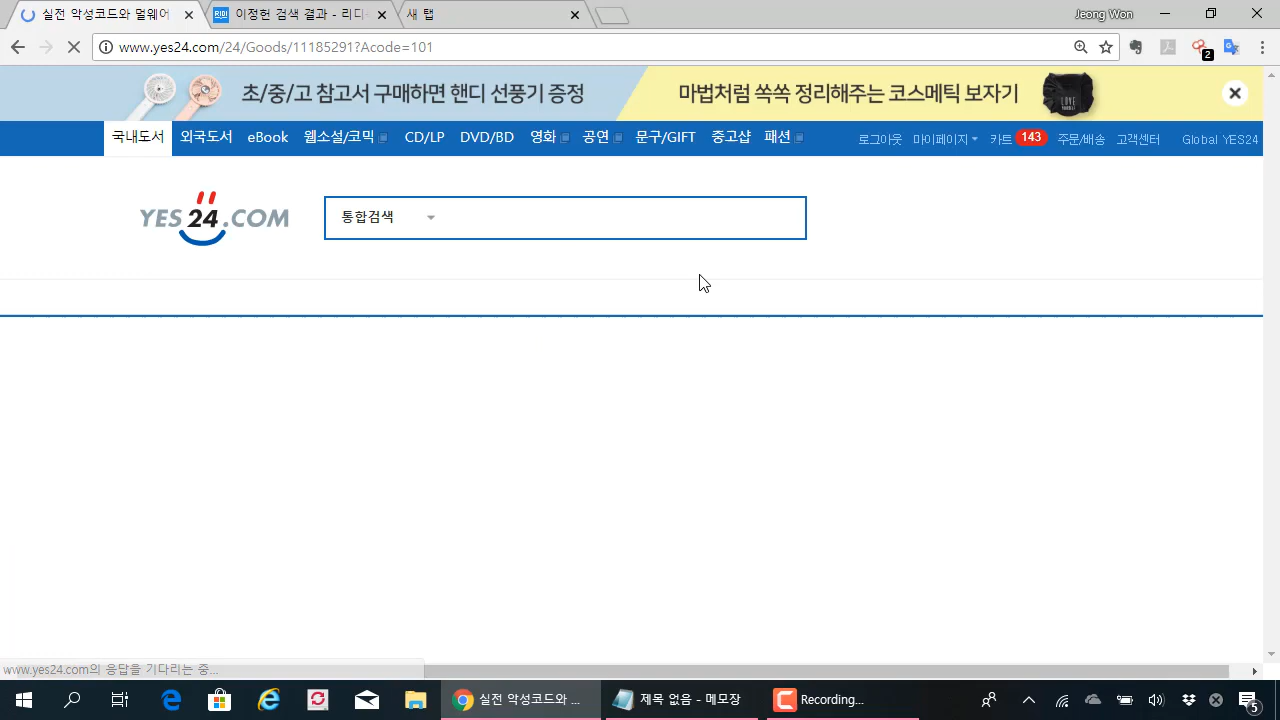 실전 악성코드와 멀웨어
이정헌 검색 결과 - 리디
새 탭
Jeong Won
www.yes24.com/24/Goods/11185291?Acode=101
2
초/중/고 참고서 구매하면 핸디 선풍기 증정
마법처럼 쏙쏙 정리해주는 코스메틱 보자기
LOVE YOURSELF
국내도서 외국도서 eBook 웹소설/코믹 CD/LP DVD/BD 영화 공연 문구/GIFT 중고샵 패션 로그아웃 마이페이지 카트 143 주문/배송 고객센터 Global YES24
YES24.COM
통합검색
www.yes24.com의 응답을 기다리는 중...
실전 악성코드와 ...
제목 없음 - 메모장
Recording...
5